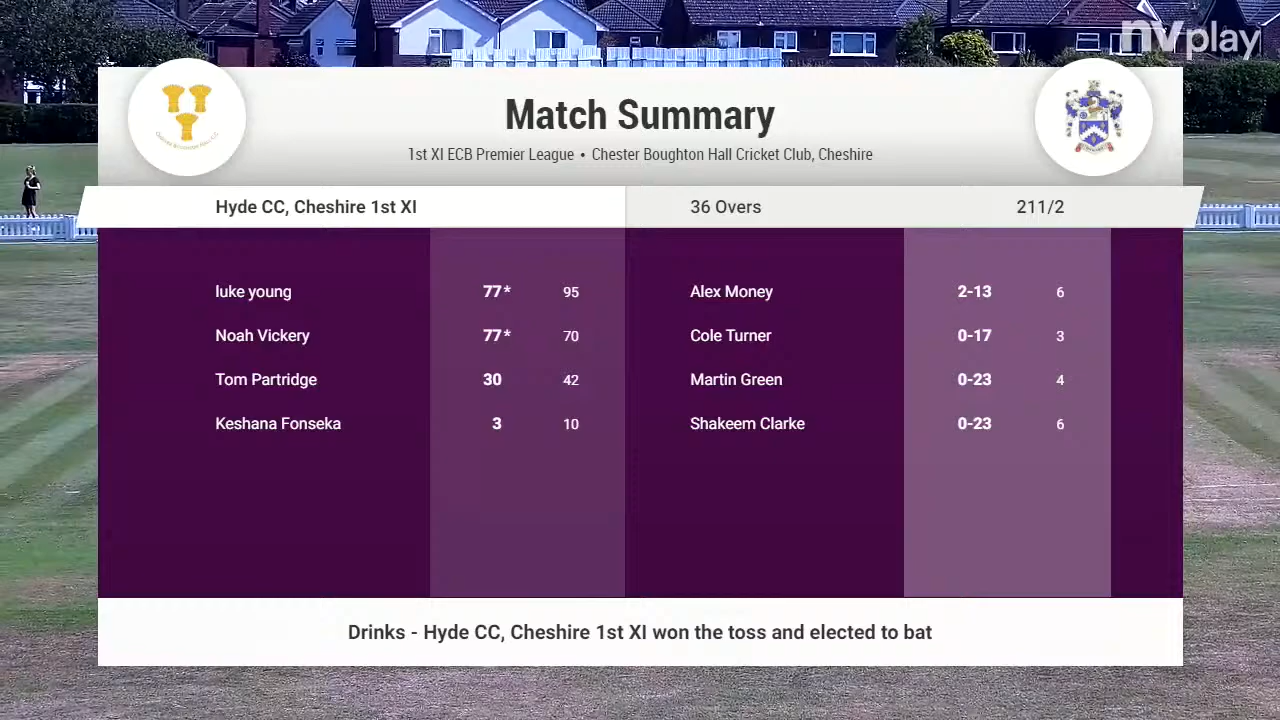 nvplay
Match Summary
1st XI ECB Premier League • Chester Boughton Hall Cricket Club, Cheshire
Hyde CC, Cheshire 1st XI 36 Overs 211/2
luke young 77* 95 Alex Money 2-13 6
Noah Vickery 77* 70 Cole Turner 0-17 3
Tom Partridge 30 42 Martin Green 0-23 4
Keshana Fonseka 3 10 Shakeem Clarke 0-23 6
Drinks - Hyde CC, Cheshire 1st XI won the toss and elected to bat